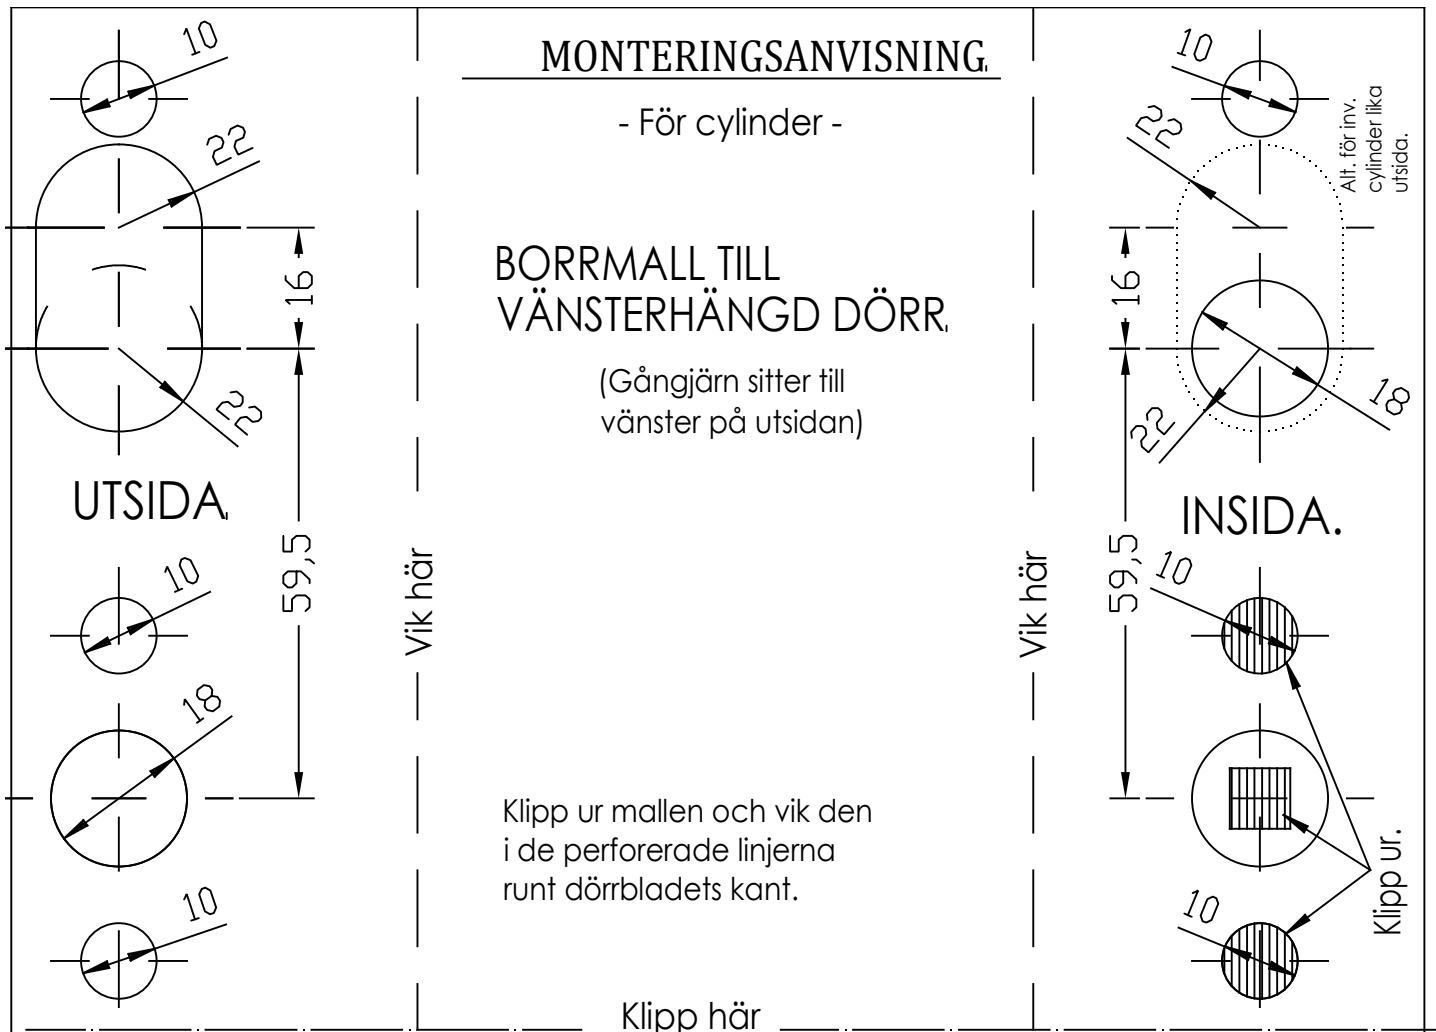 MONTERINGSANVISNING.
- För cylinder -
BORRMALL TILL
VÄNSTERHÄNGD DÖRR.
(Gångjärn sitter till
vänster på utsidan)
Klipp ur mallen och vik den
i de perforerade linjerna
runt dörrbladets kant.
Klipp här
10
22
16
22
UTSIDA.
59,5
10
18
10
Vik här
Vik här
10
22
Alt. för inv.
cylinder lika
utsida.
16
18
22
INSIDA.
59,5
10
10
Klipp ur.